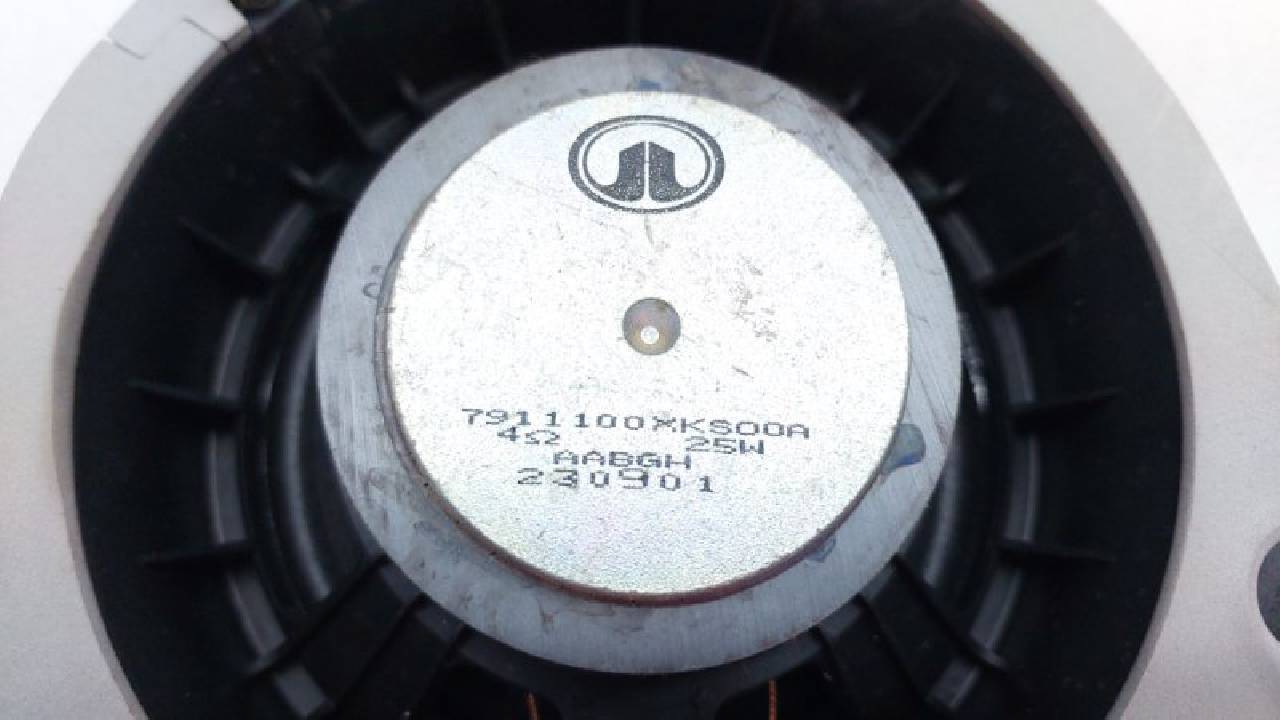 7911100XKS00A
4Ω 25W
AABGH
230901